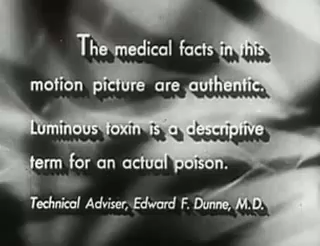 The medical facts in this
motion picture are authentic.
Luminous toxin is a descriptive
term for an actual poison.
Technical Adviser, Edward F. Dunne, M.D.